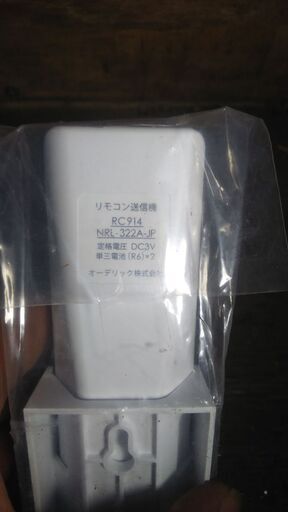 リモコン送信機
RC914
NRL-322A-JP
定格電圧 DC3V
単三電池(R6)×2
オーデリック株式会社